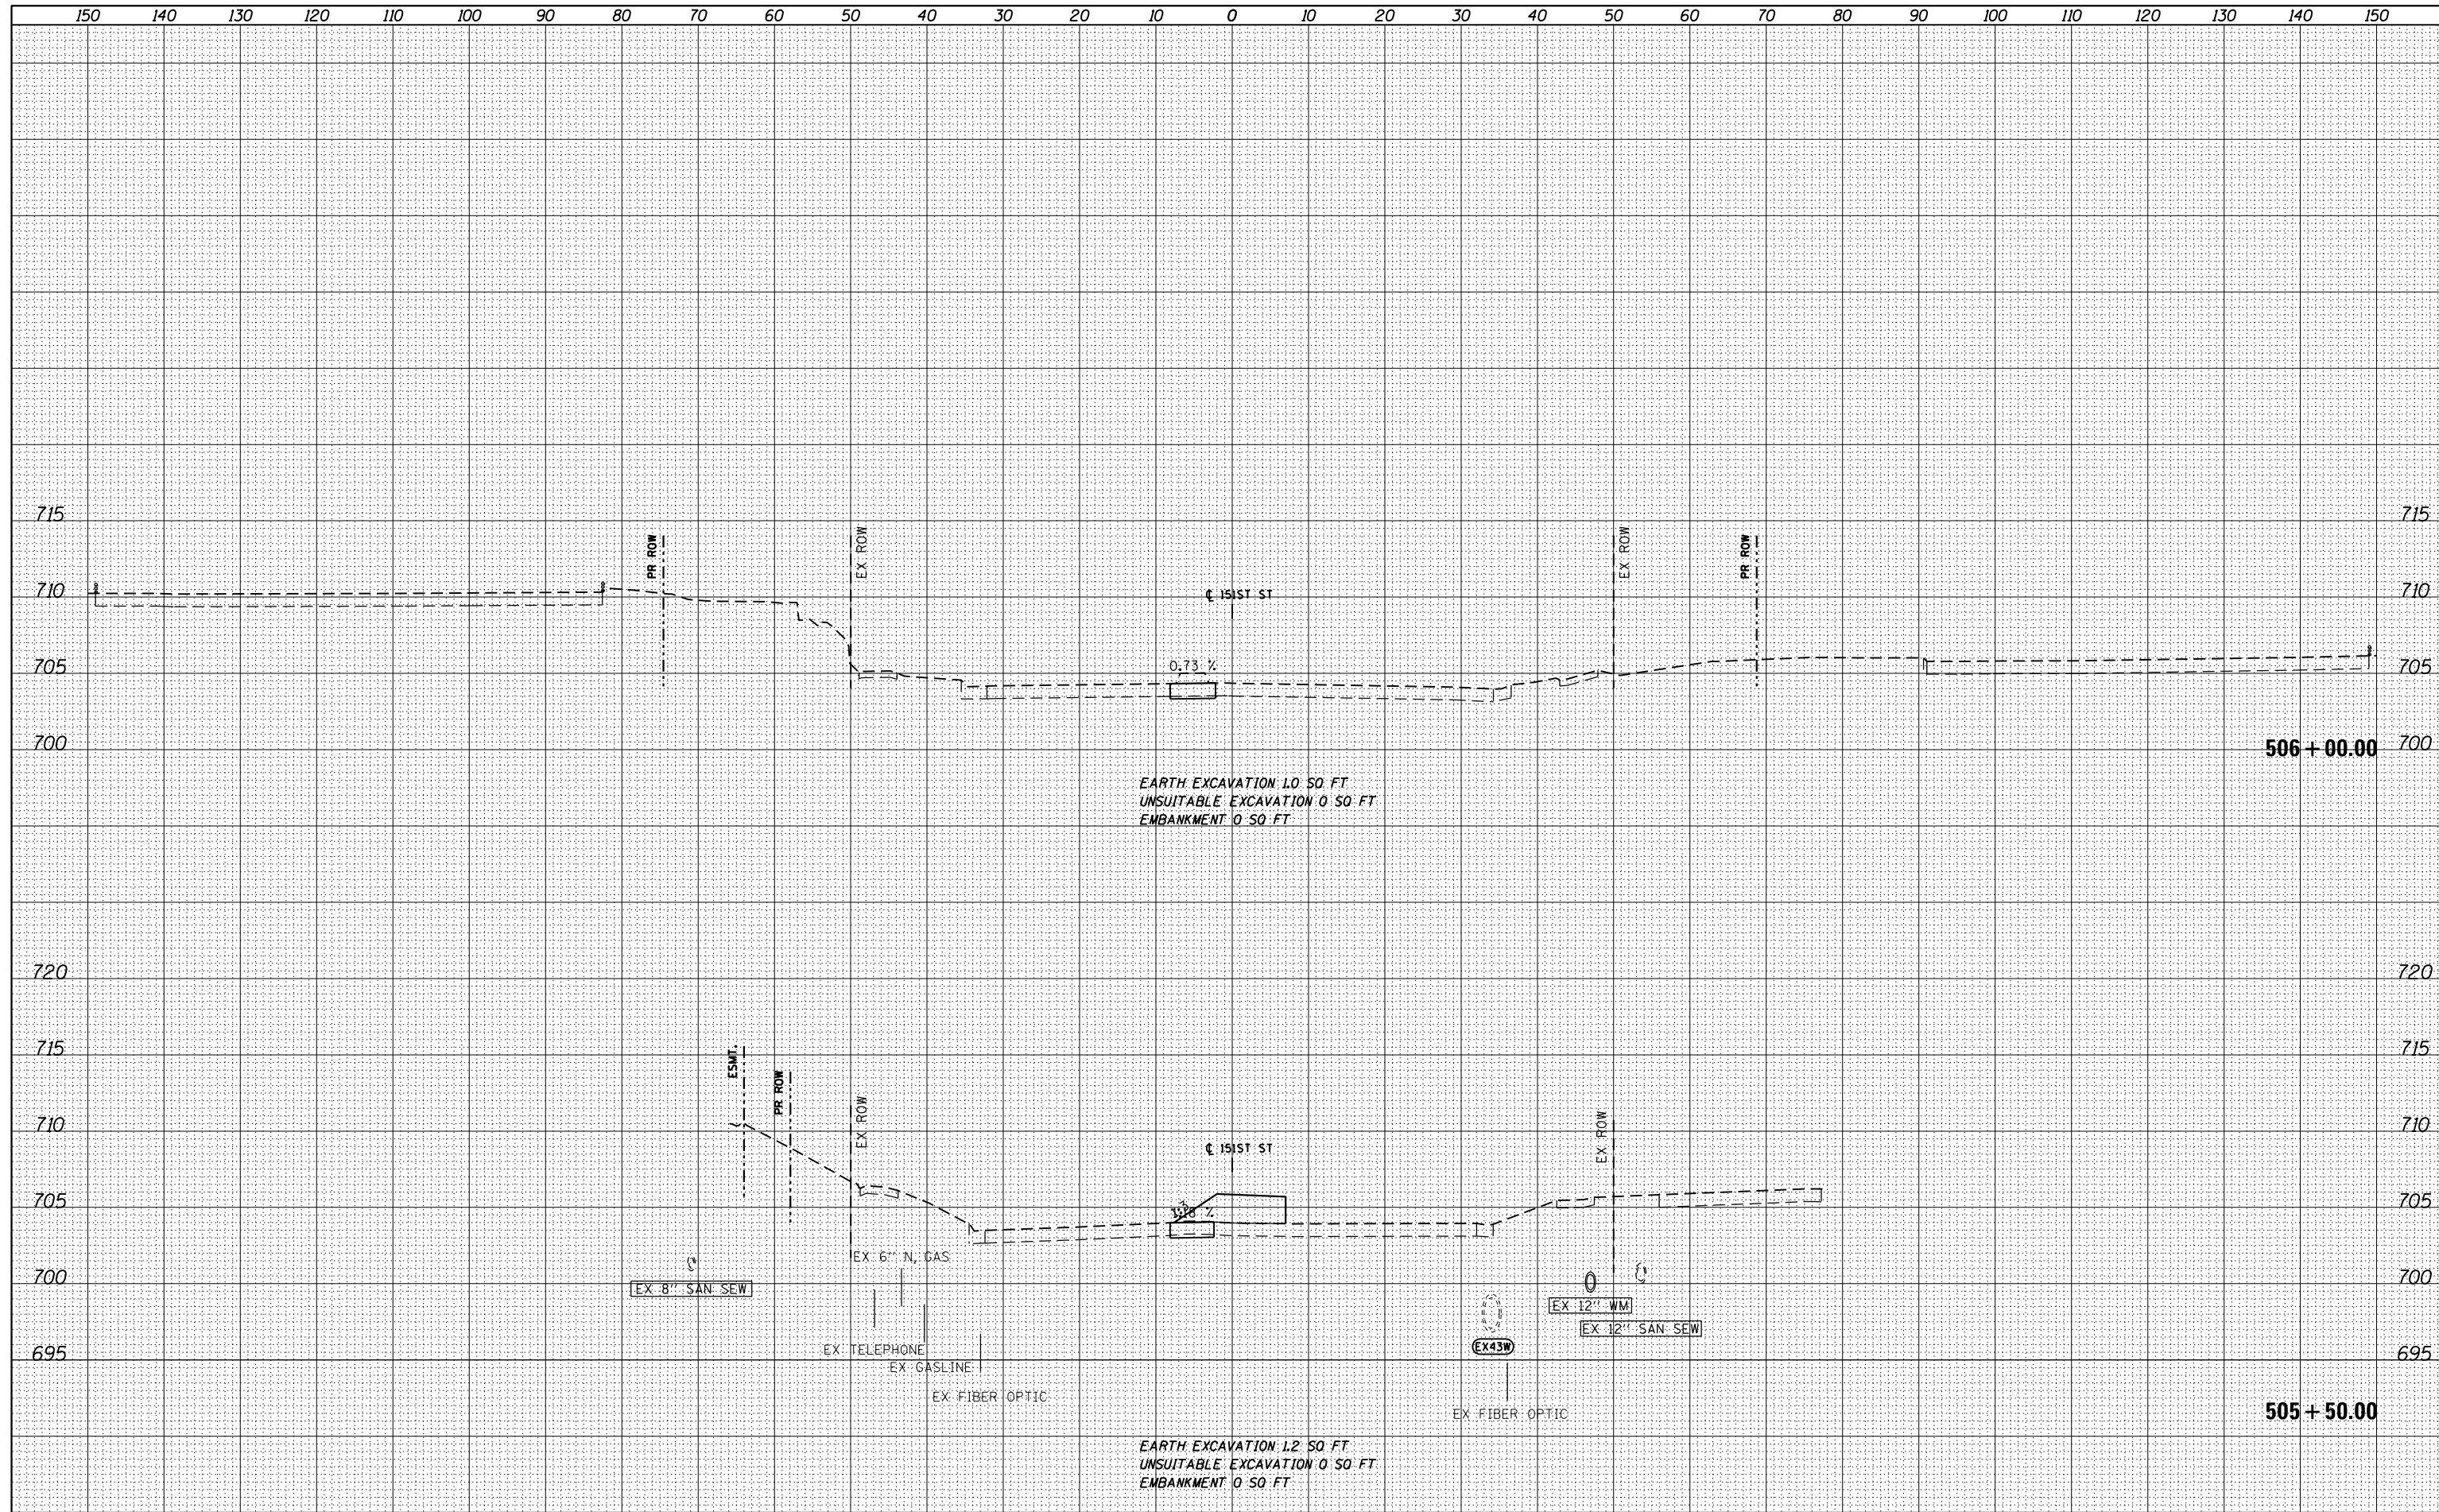 150 140 130 120 110 100 90 80 70 60 50 40 30 20 10 0 10 20 30 40 50 60 70 80 90 100 110 120 130 140 150
715 715
PR ROW
EX ROW
EX ROW
PR ROW
710 ℄ 151ST ST 710
705 0.73 % 705
700 506+00.00 700
EARTH EXCAVATION 1.0 SQ FT
UNSUITABLE EXCAVATION 0 SQ FT
EMBANKMENT 0 SQ FT
720 720
715 715
ESMT.
PR ROW
EX ROW
EX ROW
710 710
℄ 151ST ST
705 705
1:3
EX 6" N, GAS
700 700
EX 8" SAN SEW
EX 12" WM
EX 12" SAN SEW
EX TELEPHONE
EX43W
695 695
EX GASLINE
EX FIBER OPTIC
EX FIBER OPTIC
505+50.00
EARTH EXCAVATION 1.2 SQ FT
UNSUITABLE EXCAVATION 0 SQ FT
EMBANKMENT 0 SQ FT